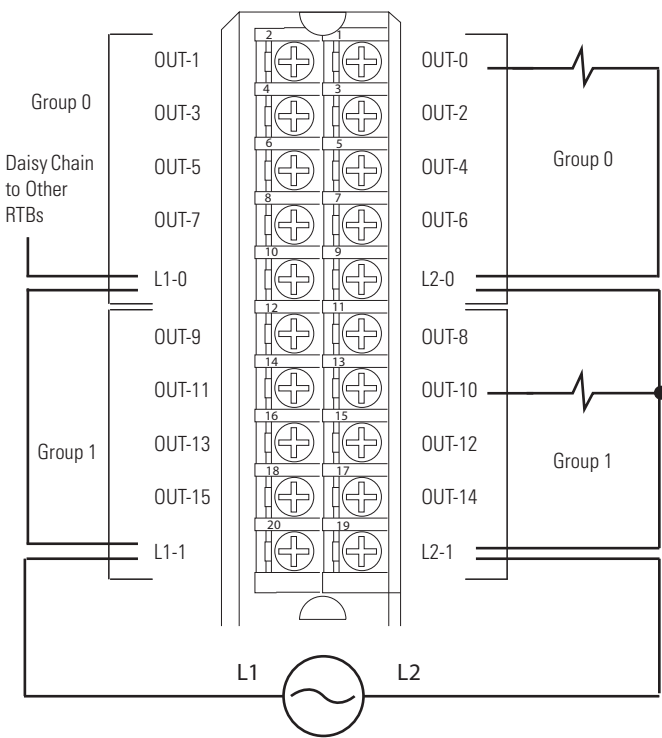 2 1
OUT-1 OUT-0
4 3
Group 0
OUT-3 OUT-2
6 5
Daisy Chain
to Other
RTBs
OUT-5 OUT-4
Group 0
8 7
OUT-7 OUT-6
10 9
L1-0 L2-0
12 11
OUT-9 OUT-8
14 13
OUT-11 OUT-10
16 15
Group 1
OUT-13 OUT-12
Group 1
18 17
OUT-15 OUT-14
20 19
L1-1 L2-1
L1 L2